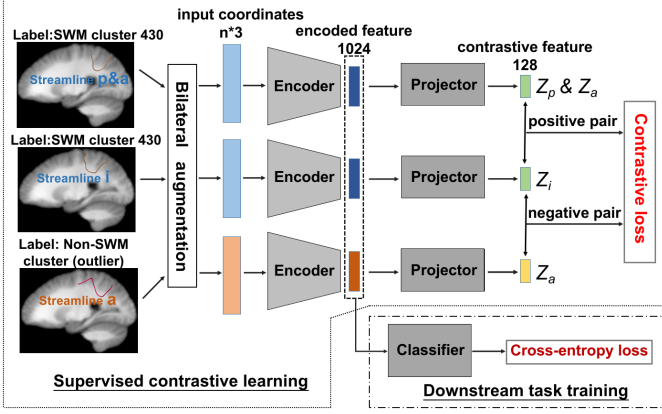 Label:SWM cluster 430
Streamline p&a
Label:SWM cluster 430
Streamline i
Label: Non-SWM
cluster (outlier)
Streamline a
Bilateral augmentation
input coordinates
n*3
encoded feature
1024
contrastive feature
128
Encoder
Projector
Zp & Za
positive pair
Encoder
Projector
Zi
negative pair
Encoder
Projector
Za
Contrastive loss
Classifier
Cross-entropy loss
Supervised contrastive learning
Downstream task training